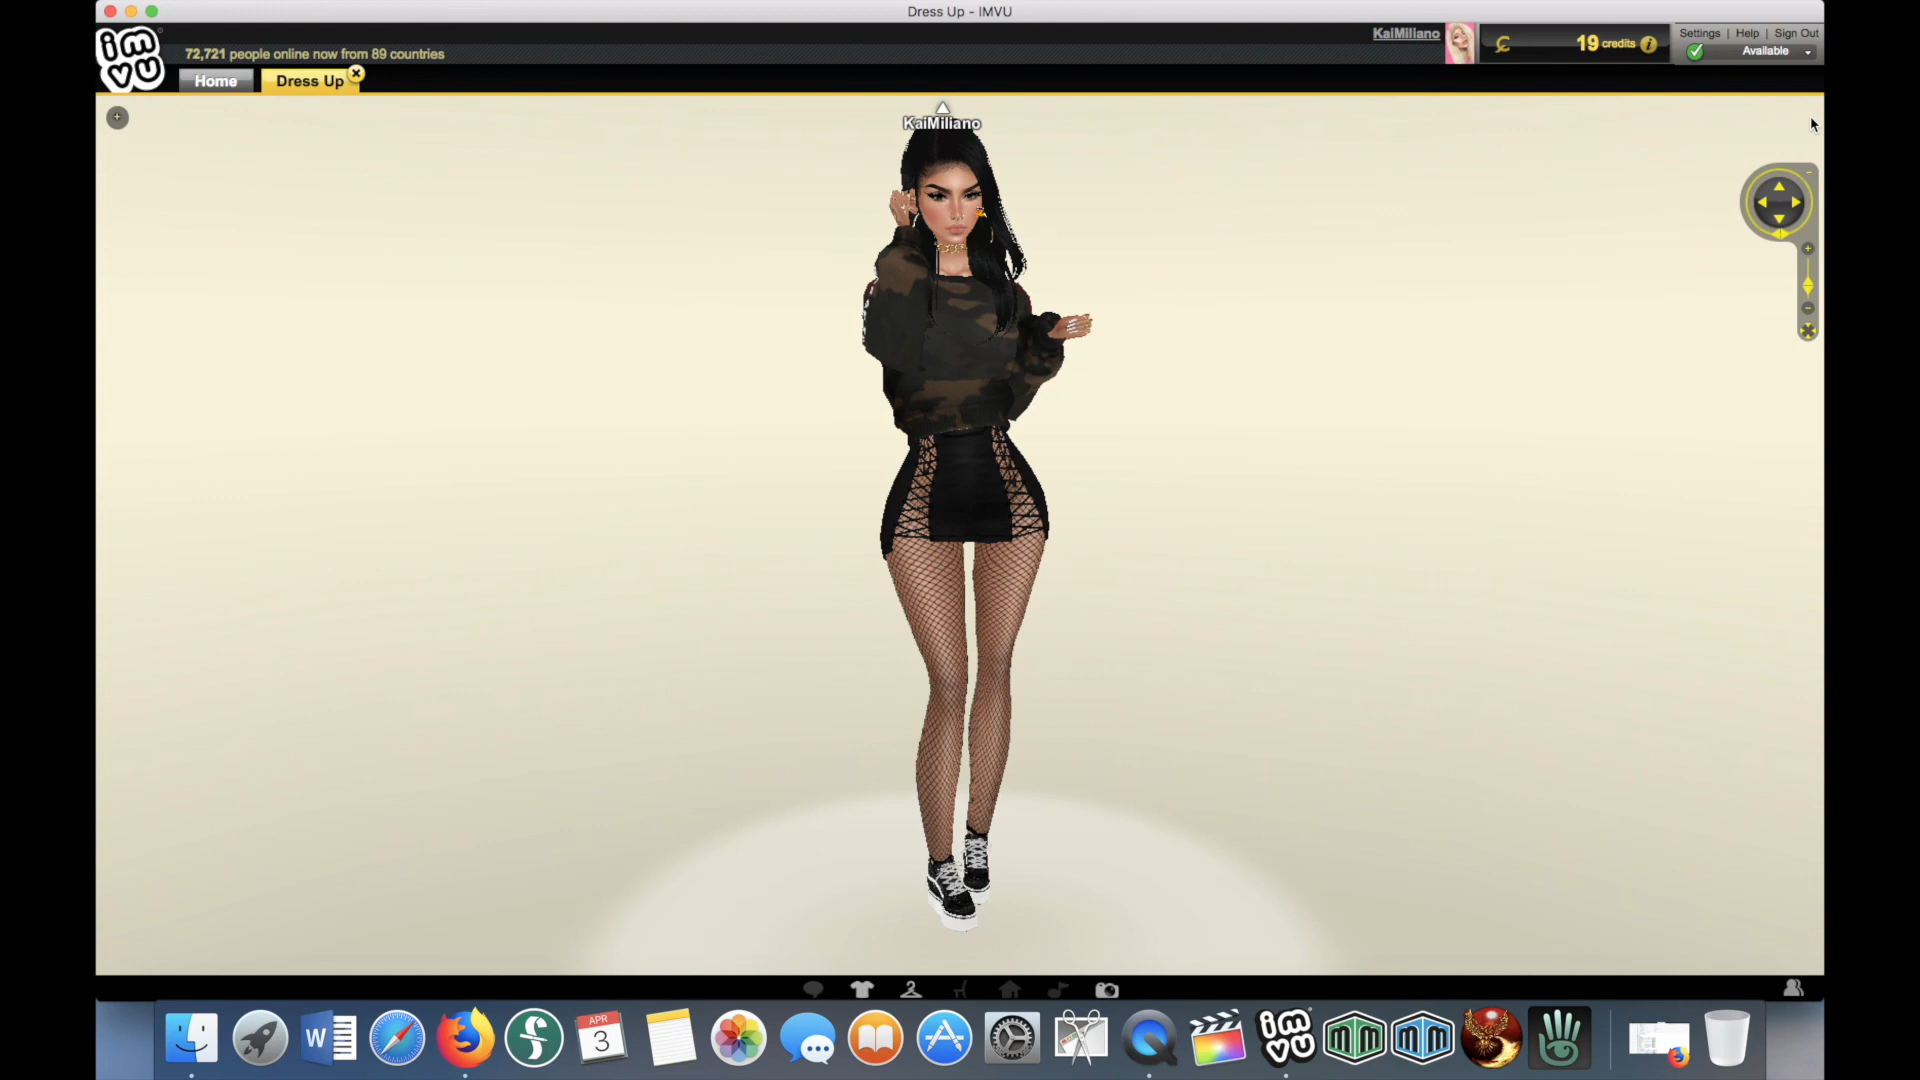 Dress Up - IMVU
imvu
72,721 people online now from 89 countries
KaiMiliano
19 credits
Settings | Help | Sign Out
Available
Home
Dress Up
KaiMiliano
W
APR
3
imvu